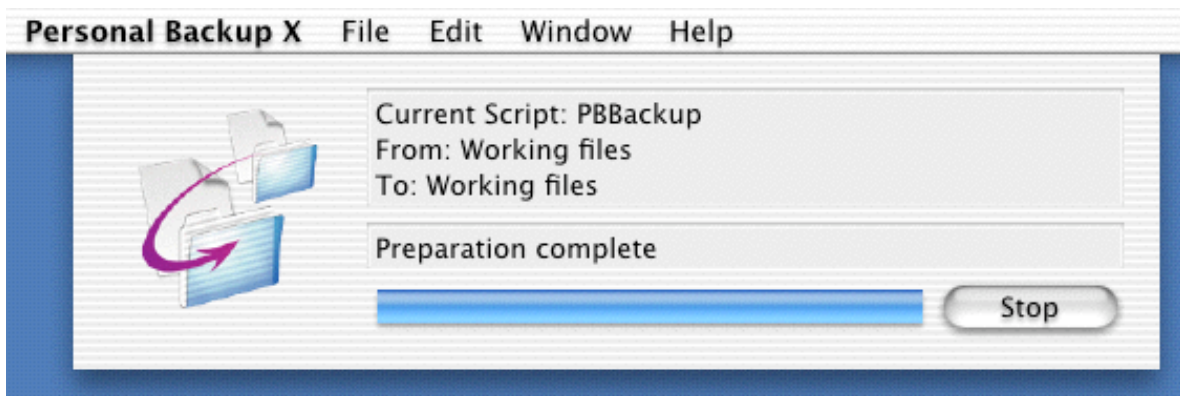 Personal Backup X File Edit Window Help
Current Script: PBBackup
From: Working files
To: Working files
Preparation complete
Stop